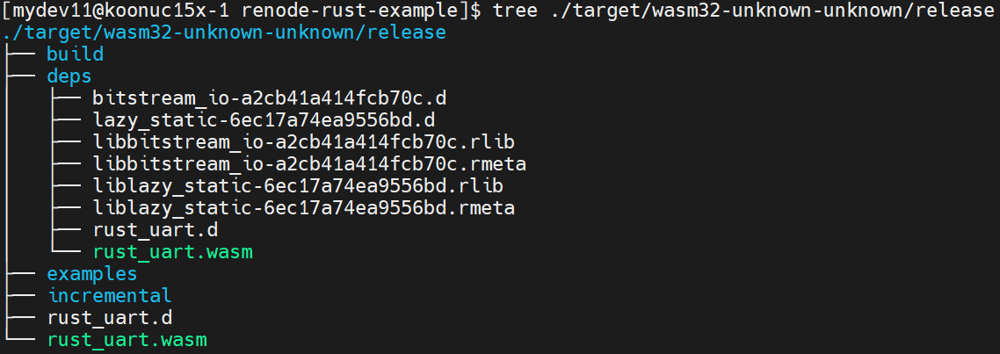 [mydev11@koonuc15x-1 renode-rust-example]$ tree ./target/wasm32-unknown-unknown/release
./target/wasm32-unknown-unknown/release
├── build
├── deps
│   ├── bitstream_io-a2cb41a414fcb70c.d
│   ├── lazy_static-6ec17a74ea9556bd.d
│   ├── libbitstream_io-a2cb41a414fcb70c.rlib
│   ├── libbitstream_io-a2cb41a414fcb70c.rmeta
│   ├── liblazy_static-6ec17a74ea9556bd.rlib
│   ├── liblazy_static-6ec17a74ea9556bd.rmeta
│   ├── rust_uart.d
│   └── rust_uart.wasm
├── examples
├── incremental
├── rust_uart.d
└── rust_uart.wasm